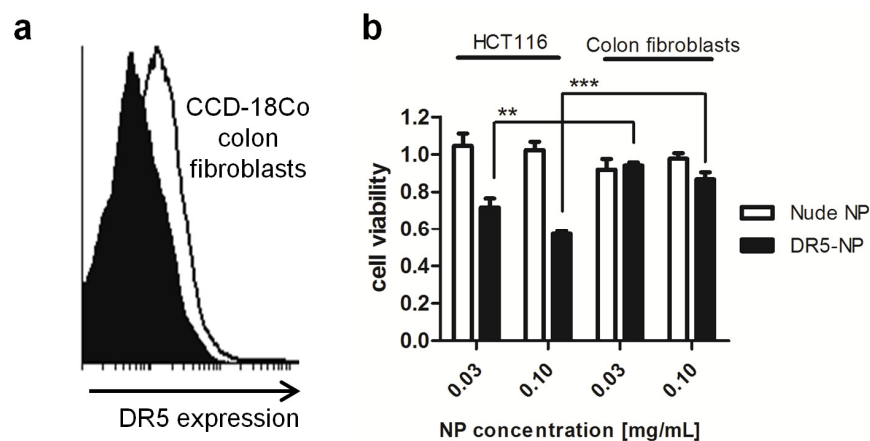 a
CCD-18Co
colon
fibroblasts
DR5 expression
b
HCT116
Colon fibroblasts
**
***
1.2
1.0
0.8
0.6
0.4
0.2
0.0
cell viability
0.03
0.10
0.03
0.10
NP concentration [mg/mL]
Nude NP
DR5-NP